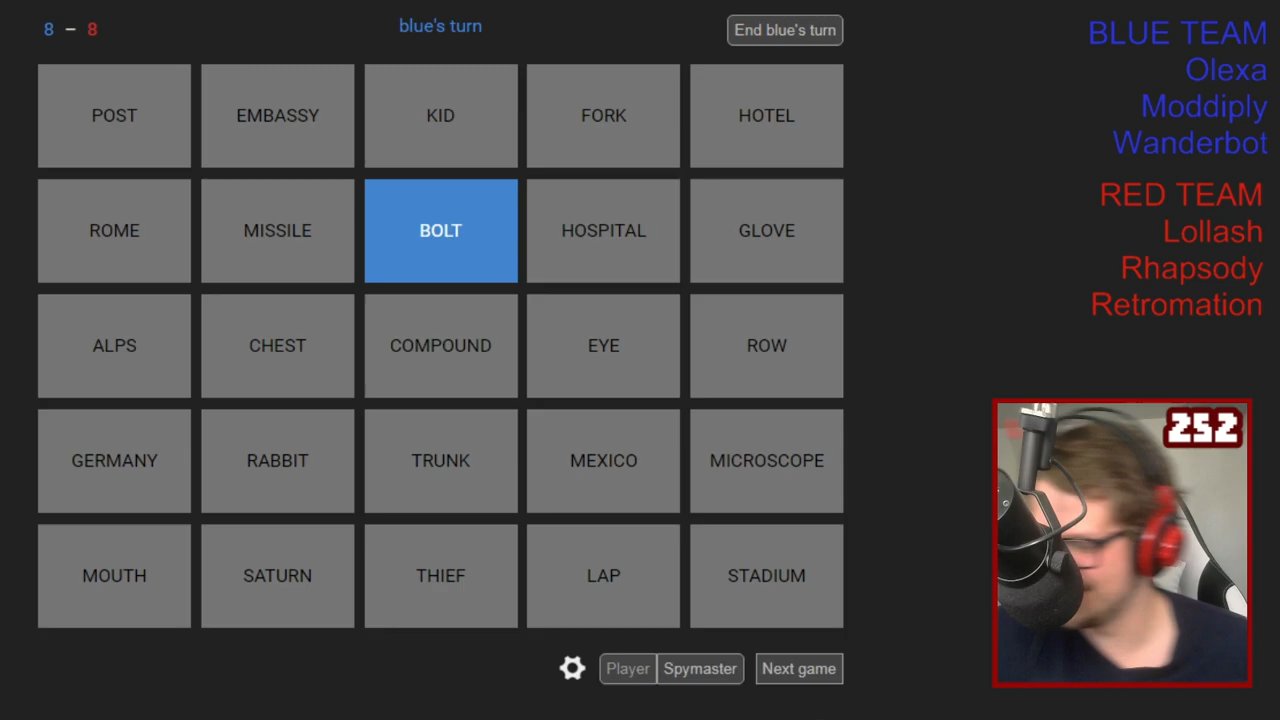 8 – 8
blue's turn
End blue's turn
POST EMBASSY KID FORK HOTEL
ROME MISSILE BOLT HOSPITAL GLOVE
ALPS CHEST COMPOUND EYE ROW
GERMANY RABBIT TRUNK MEXICO MICROSCOPE
MOUTH SATURN THIEF LAP STADIUM
Player Spymaster Next game
BLUE TEAM
Olexa
Moddiply
Wanderbot
RED TEAM
Lollash
Rhapsody
Retromation
252